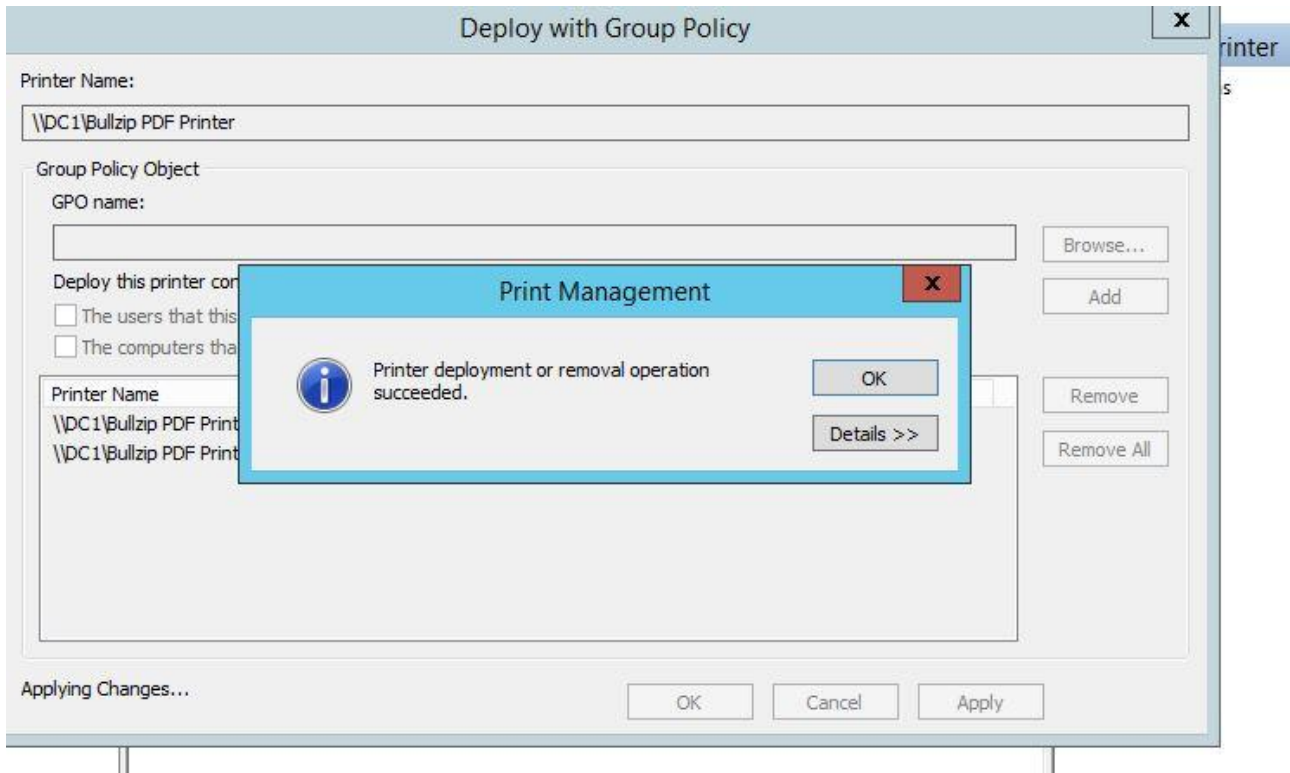 Deploy with Group Policy
x
rinter
Printer Name:
s
\\DC1\Bullzip PDF Printer
Group Policy Object
GPO name:
Browse...
Deploy this printer con
Print Management
x
Add
The users that this
The computers tha
Printer deployment or removal operation
succeeded.
OK
Printer Name
Remove
\\DC1\Bullzip PDF Print
Details >>
\\DC1\Bullzip PDF Print
Remove All
Applying Changes...
OK
Cancel
Apply